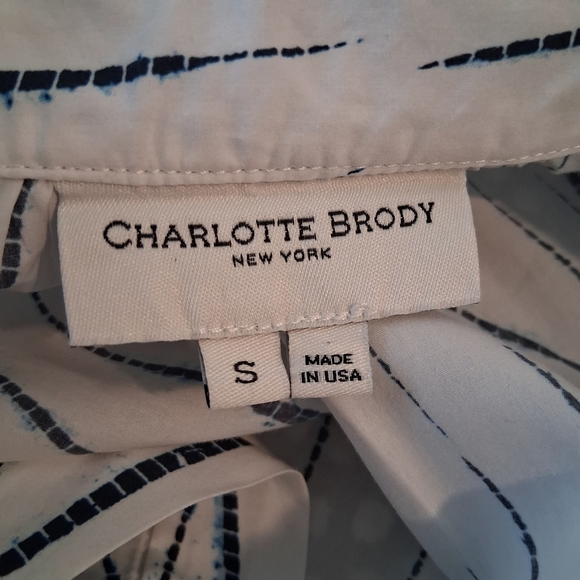 CHARLOTTE BRODY
NEW YORK
S
MADE
IN USA